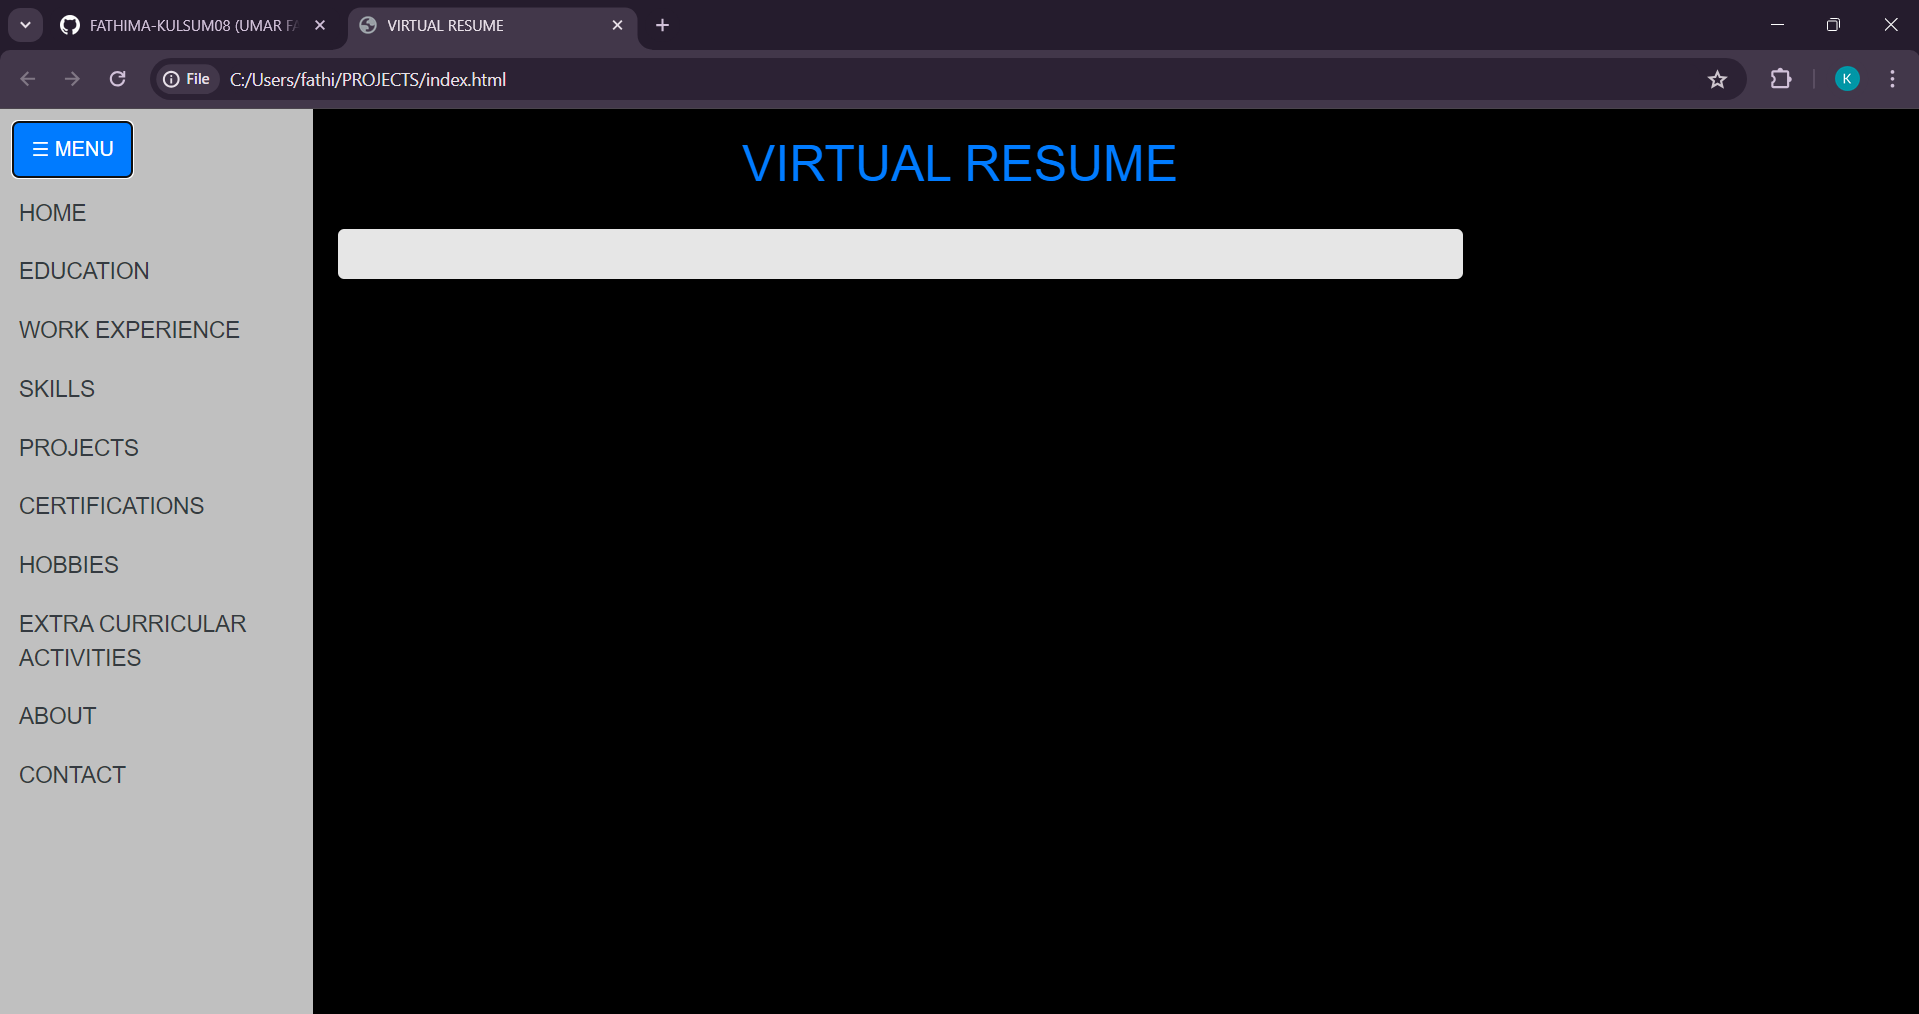 FATHIMA-KULSUM08 (UMAR FA
VIRTUAL RESUME
File
C:/Users/fathi/PROJECTS/index.html
K
☰ MENU
VIRTUAL RESUME
HOME
EDUCATION
WORK EXPERIENCE
SKILLS
PROJECTS
CERTIFICATIONS
HOBBIES
EXTRA CURRICULAR
ACTIVITIES
ABOUT
CONTACT